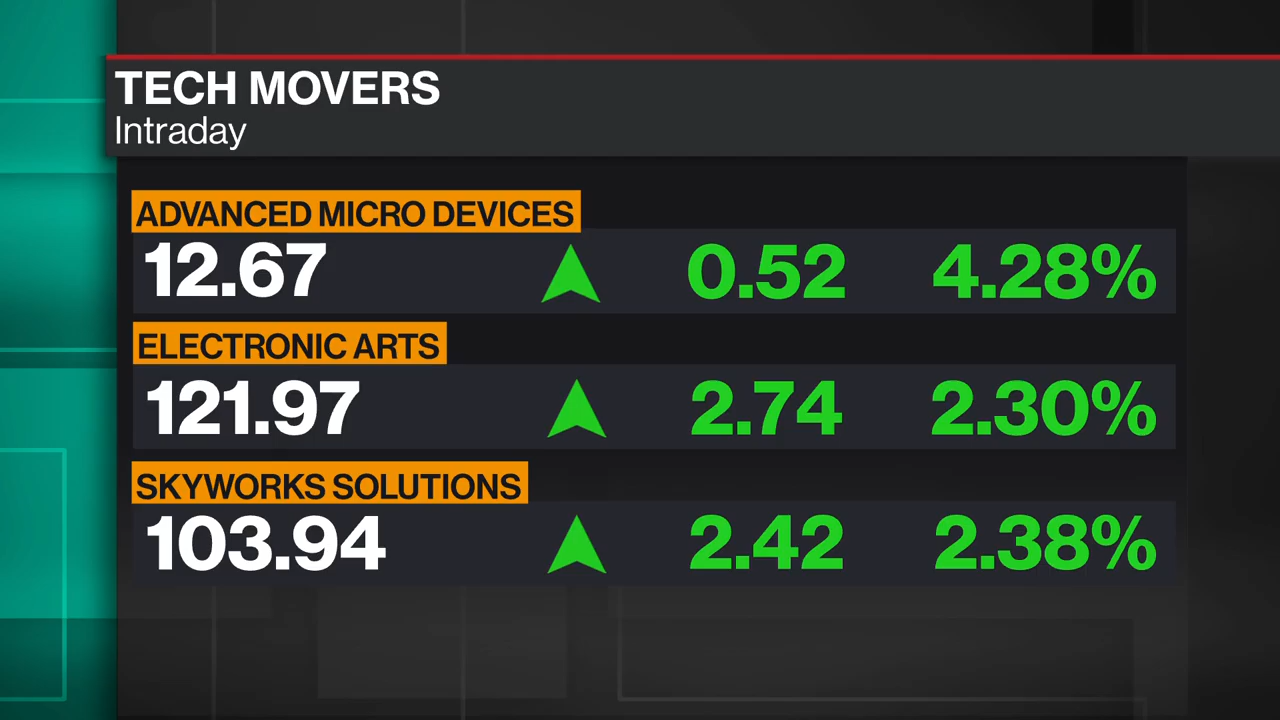 TECH MOVERS
Intraday
ADVANCED MICRO DEVICES
12.67 0.52 4.28%
ELECTRONIC ARTS
121.97 2.74 2.30%
SKYWORKS SOLUTIONS
103.94 2.42 2.38%